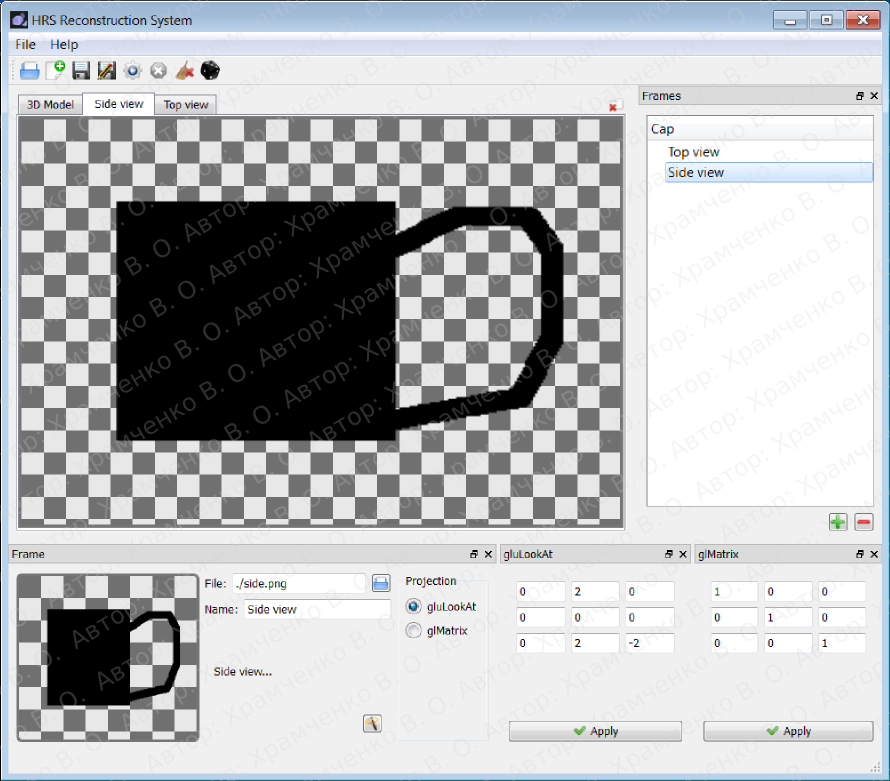 HRS Reconstruction System
File Help
3D Model Side view Top view
Frames
Cap
Top view
Side view
Frame
File: ./side.png
Name: Side view
Side view...
Projection
gluLookAt
glMatrix
gluLookAt
0 2 0
0 0 0
0 2 -2
Apply
glMatrix
1 0 0
0 1 0
0 0 1
Apply
Автор: Храмченко В. О.